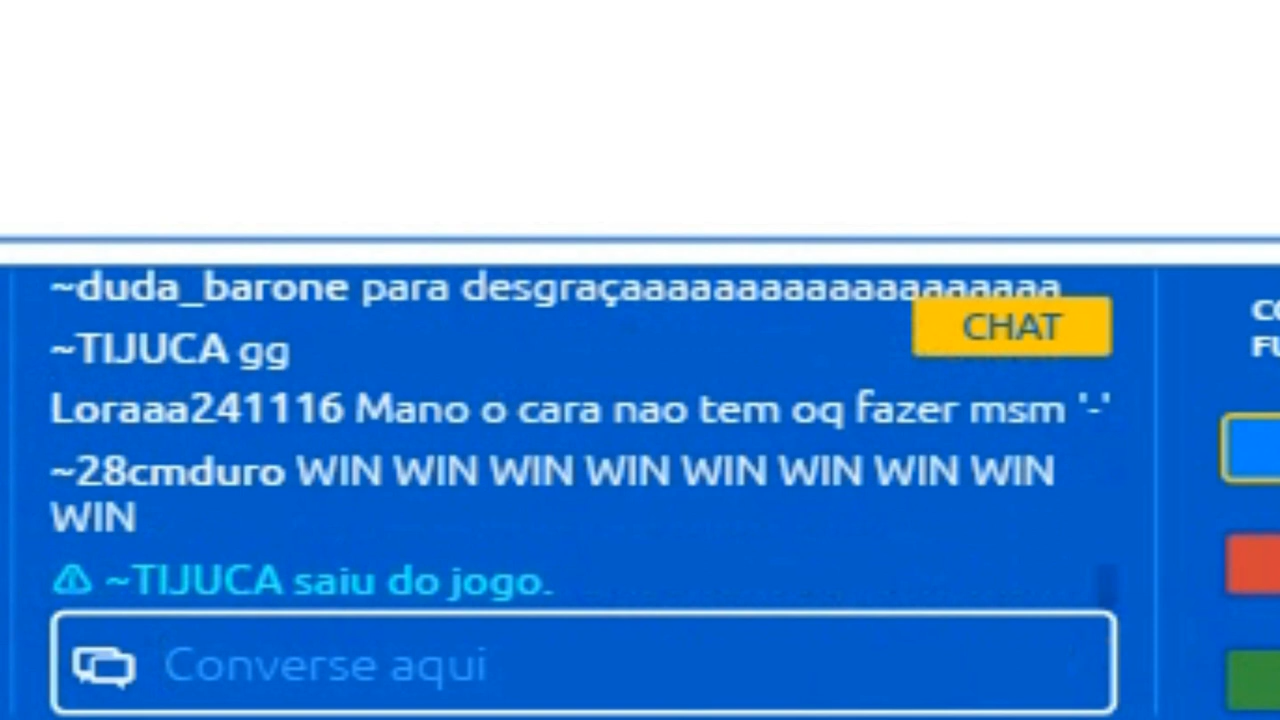 ~duda_barone para desgraçaaaaaaaaaaaaaaaaaaa
CHAT
~TIJUCA gg
Loraaa241116 Mano o cara nao tem oq fazer msm '-'
~28cmduro WIN WIN WIN WIN WIN WIN WIN WIN
WIN
~TIJUCA saiu do jogo.
Converse aqui